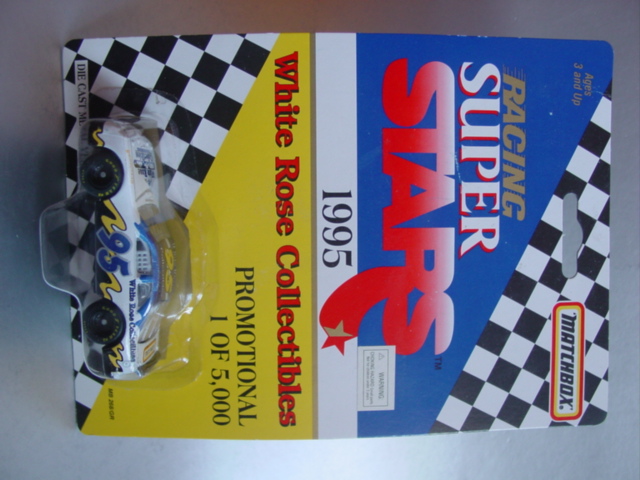 Ages
3 and Up
MATCHBOX
RACING
SUPER
STARS™
WARNING
1995
White Rose Collectibles
PROMOTIONAL
1 OF 5,000
DIE CAST
95
White Rose Collectibles